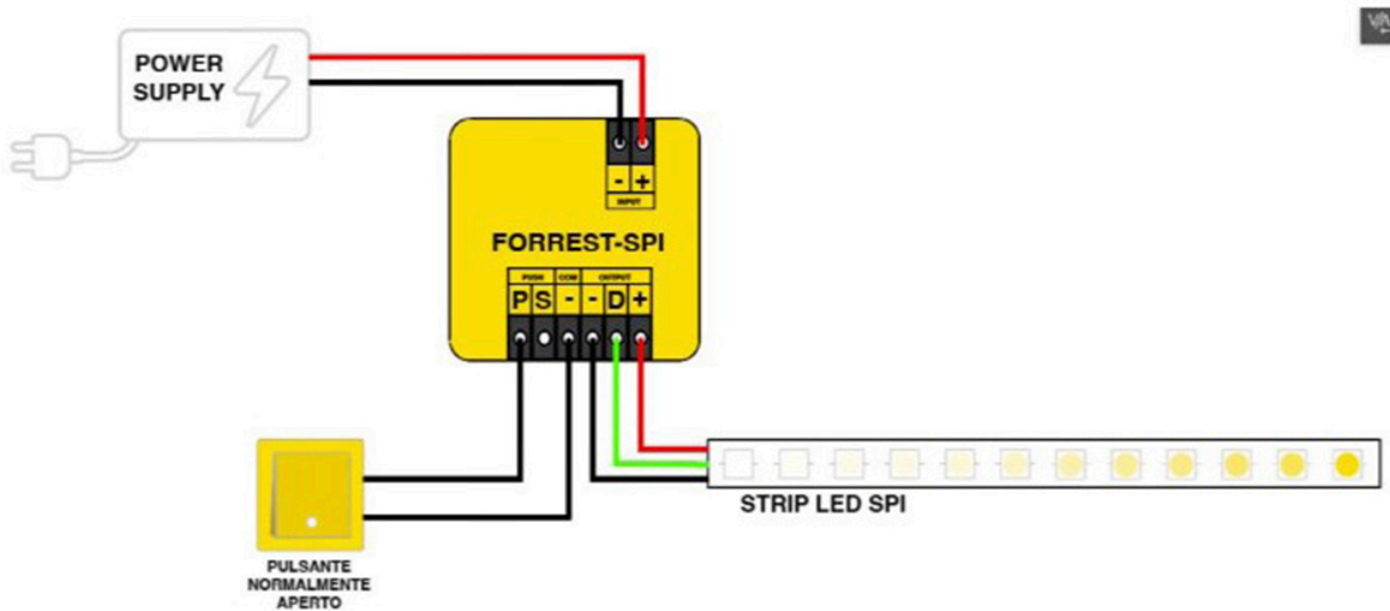 POWER
SUPPLY
- +
INPUT
FORREST-SPI
PUSH COM OUTPUT
P S - - D +
STRIP LED SPI
PULSANTE
NORMALMENTE
APERTO